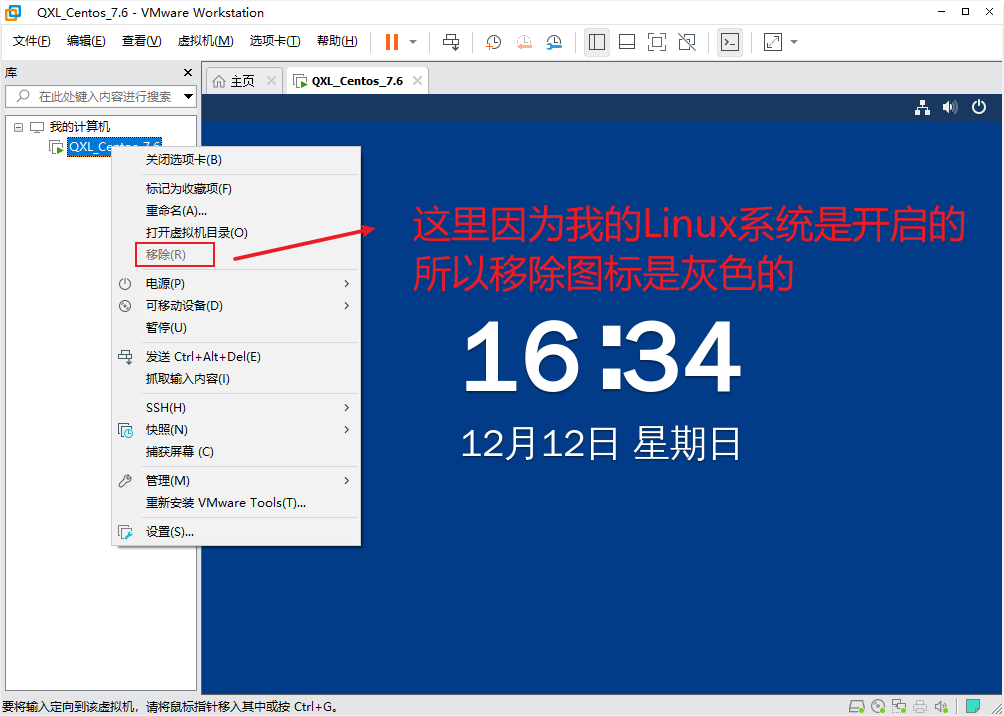 QXL_Centos_7.6 - VMware Workstation
文件(F) 编辑(E) 查看(V) 虚拟机(M) 选项卡(T) 帮助(H)
库
在此处键入内容进行搜索
主页
QXL_Centos_7.6
我的计算机
QXL_Centos_7.6
关闭选项卡(B)
标记为收藏项(F)
重命名(A)...
打开虚拟机目录(O)
移除(R)
电源(P)
可移动设备(D)
暂停(U)
发送 Ctrl+Alt+Del(E)
抓取输入内容(I)
SSH(H)
快照(N)
捕获屏幕 (C)
管理(M)
重新安装 VMware Tools(T)...
设置(S)...
这里因为我的Linux系统是开启的
所以移除图标是灰色的
16:34
12月12日 星期日
要将输入定向到该虚拟机，请将鼠标指针移入其中或按 Ctrl+G。